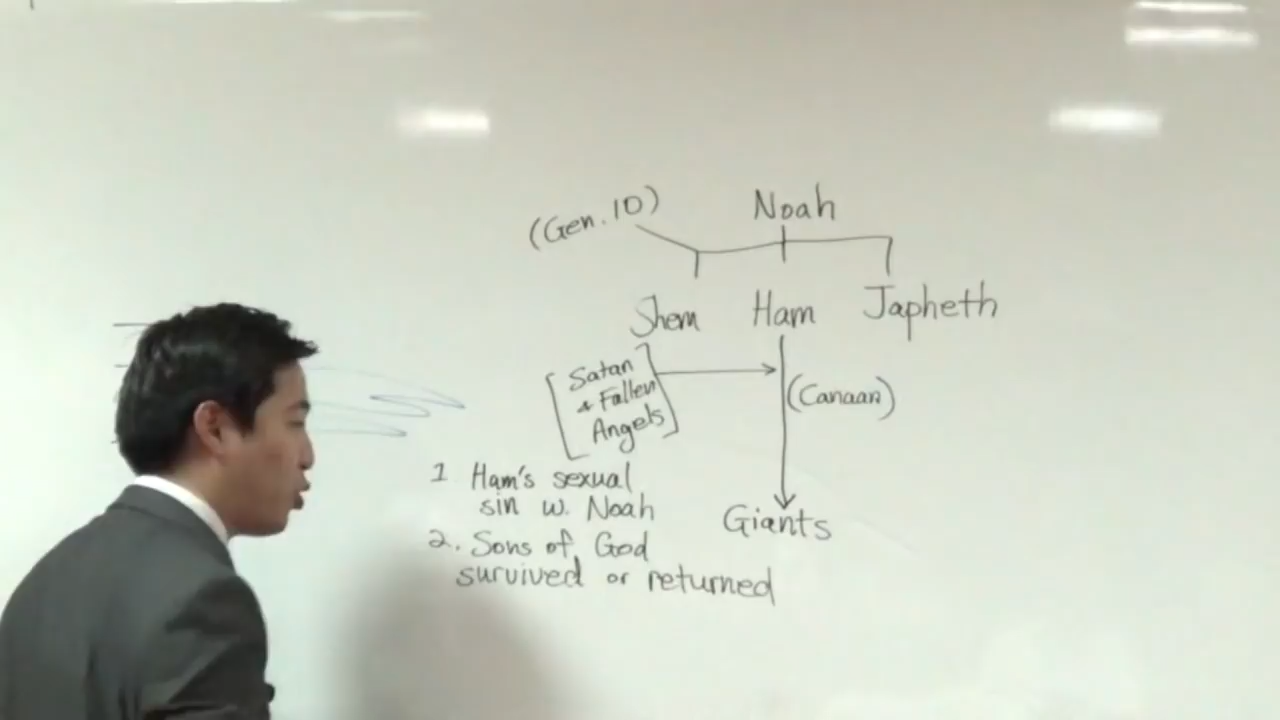 (Gen. 10)
Noah
Shem Ham Japheth
[Satan
& Fallen
Angels]
(Canaan)
1 Ham's sexual
sin w. Noah
2. Sons of God
survived or returned
Giants